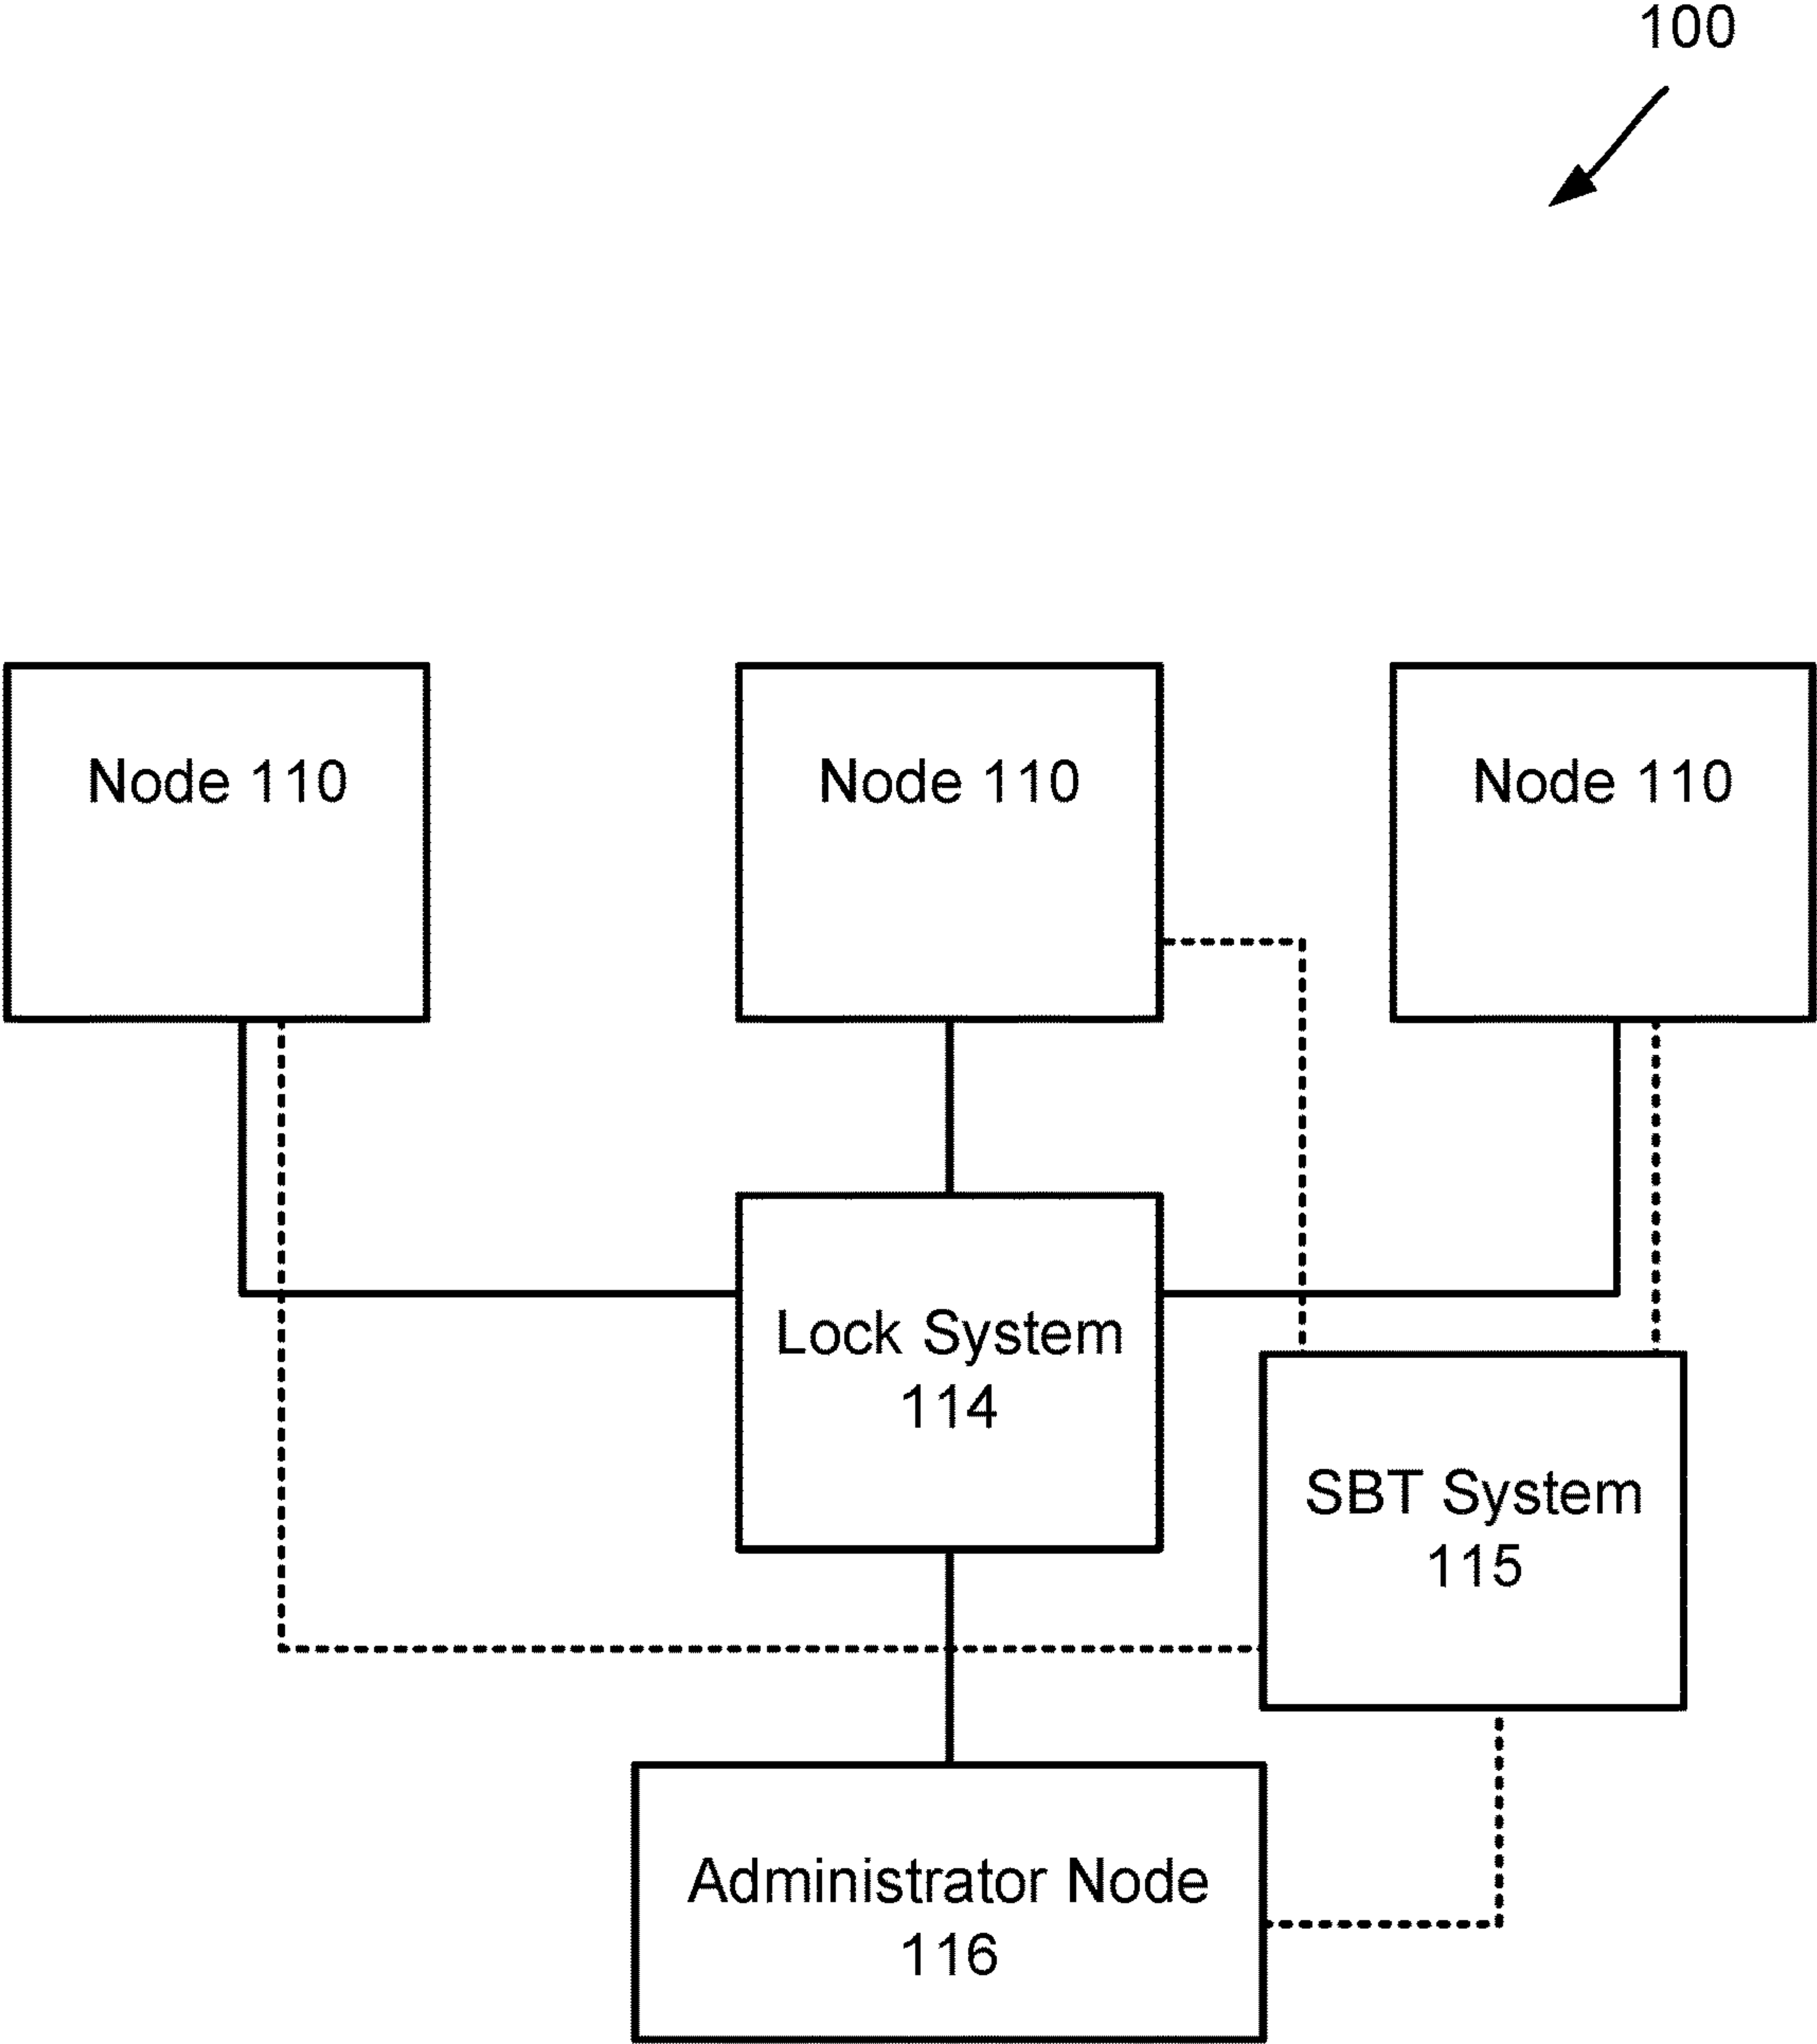 100
Node 110
Node 110
Node 110
Lock System
114
SBT System
115
Administrator Node
116